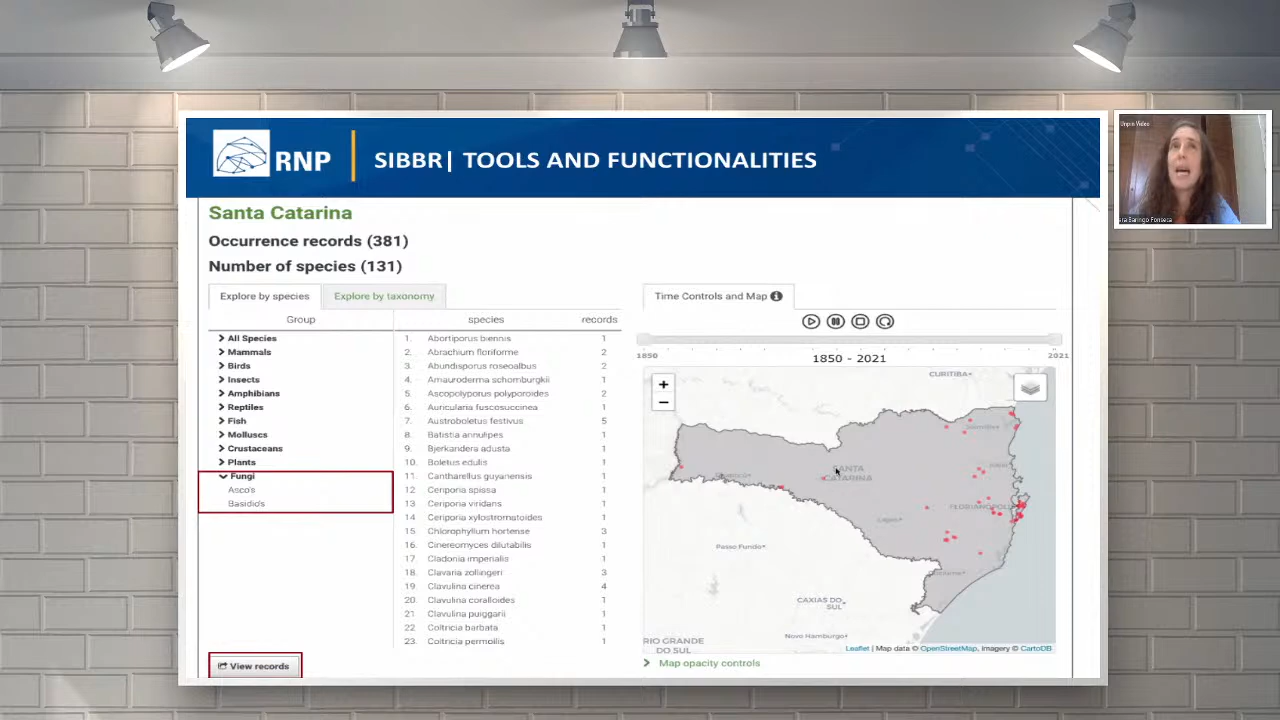 RNP
SIBBR| TOOLS AND FUNCTIONALITIES
Unpin Video
Santa Catarina
Occurrence records (381)
Number of species (131)
Explore by species
Explore by taxonomy
Group
species
records
All Species
Mammals
Birds
Insects
Amphibians
Reptiles
Fish
Molluscs
Crustaceans
Plants
Fungi
Asco's
Basidio's
1. Abortiporus biennis 1
2. Abrachium floriforme 2
3. Abundisporus roseoalbus 2
4. Amauroderma schomburgkii 1
5. Ascopolyporus polyporoides 2
6. Auricularia fuscosuccinea 1
7. Austroboletus festivus 5
8. Batistia annulipes 1
9. Bjerkandera adusta 1
10. Boletus edulis 1
11. Cantharellus guyanensis 1
12 Ceriporia spissa 1
13 Ceriporia viridans 1
14 Ceriporia xylostromatoides 1
15. Chlorophyllum hortense 3
16. Cinereomyces dilutabilis 1
17. Cladonia imperialis 1
18. Clavaria zollingeri 3
19. Clavulina cinerea 4
20. Clavulina coralloides 1
21. Clavulina puiggarii 1
22. Coltricia barbata 1
23. Coltricia permollis 1
View records
Time Controls and Map
1850
2021
1850 - 2021
+
−
CURITIBA
SANTA
CATARINA
FLORIANOPOLIS
Lages
Passo Fundo
CAXIAS DO
SUL
Novo Hamburgo
RIO GRANDE
DO SUL
Leaflet | Map data © OpenStreetMap, imagery © CartoDB
Map opacity controls